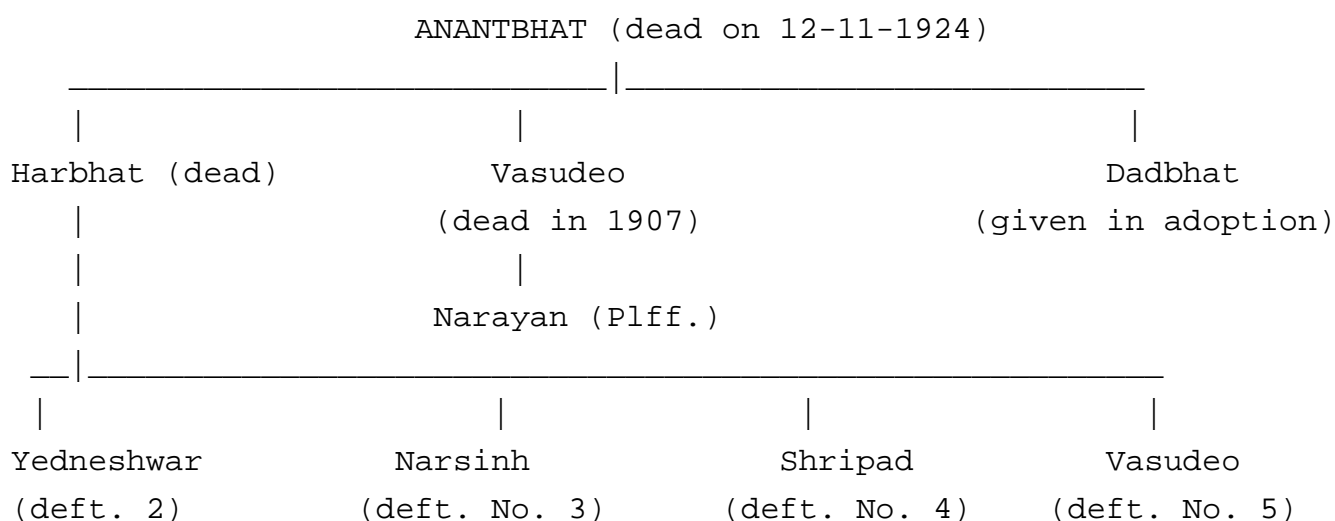 ANANTBHAT (dead on 12-11-1924)
Harbhat (dead) Vasudeo Dadbhat
(dead in 1907) (given in adoption)
Narayan (Plff.)
Yedneshwar Narsinh Shripad Vasudeo
(deft. 2) (deft. No. 3) (deft. No. 4) (deft. No. 5)